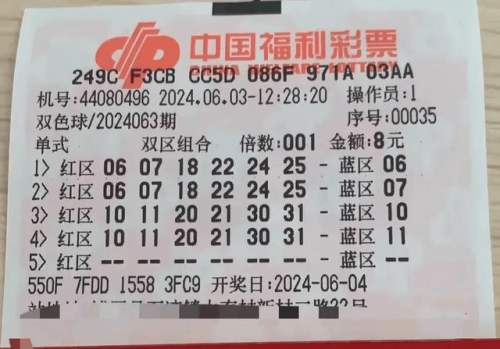 中国福利彩票
CHINA WELFARE LOTTERY
249C F3CB CC5D 086F 971A 03AA
机号:44080496 2024.06.03-12:28:20 操作员:1
双色球/2024063期 序号:00035
单式 双区组合 倍数:001 金额:8元
1> 红区 06 07 18 22 24 25 - 蓝区 06
2> 红区 06 07 18 22 24 25 - 蓝区 07
3> 红区 10 11 20 21 30 31 - 蓝区 10
4> 红区 10 11 20 21 30 31 - 蓝区 11
5> 红区 -- -- -- -- -- -- - 蓝区 --
550F 7FDD 1558 3FC9 开奖日:2024-06-04